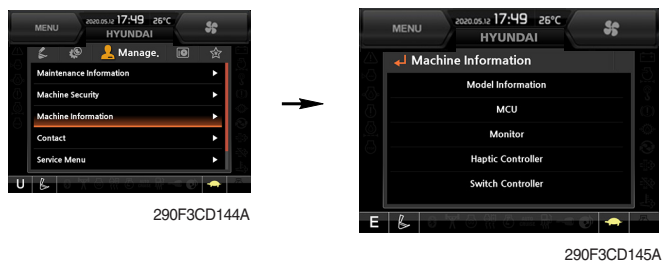 MENU
2020.05.12 17:49 26°C
HYUNDAI
Manage.
Maintenance Information
Machine Security
Machine Information
Contact
Service Menu
U
290F3CD144A
MENU
2020.05.12 17:49 26°C
HYUNDAI
Machine Information
Model Information
MCU
Monitor
Haptic Controller
Switch Controller
E
290F3CD145A